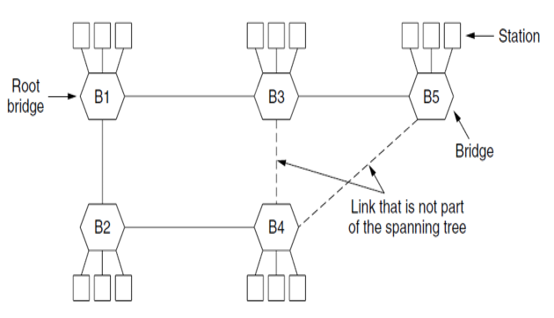 Station
Root
bridge
B1
B3
B5
Bridge
Link that is not part
of the spanning tree
B2
B4